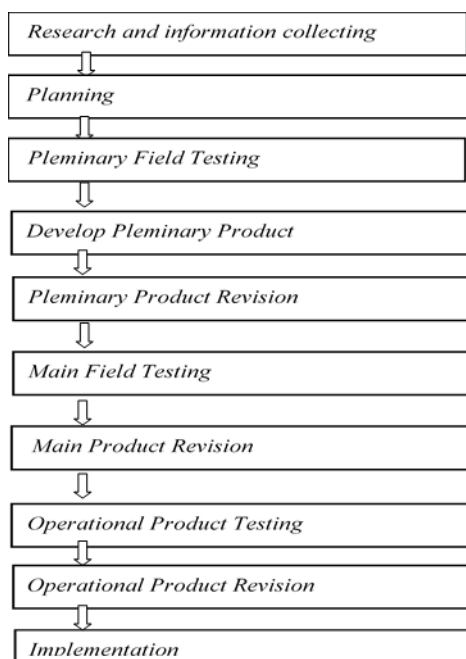 Research and information collecting
Planning
Pleminary Field Testing
Develop Pleminary Product
Pleminary Product Revision
Main Field Testing
Main Product Revision
Operational Product Testing
Operational Product Revision
Implementation